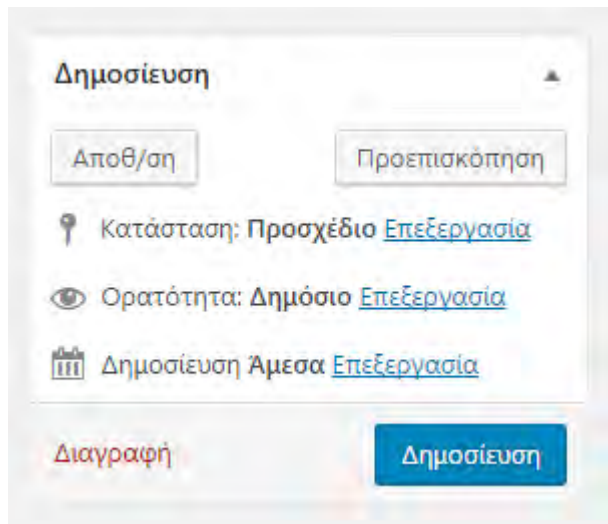 Δημοσίευση
Αποθ/ση Προεπισκόπηση
Κατάσταση: Προσχέδιο Επεξεργασία
Ορατότητα: Δημόσιο Επεξεργασία
Δημοσίευση Άμεσα Επεξεργασία
Διαγραφή Δημοσίευση